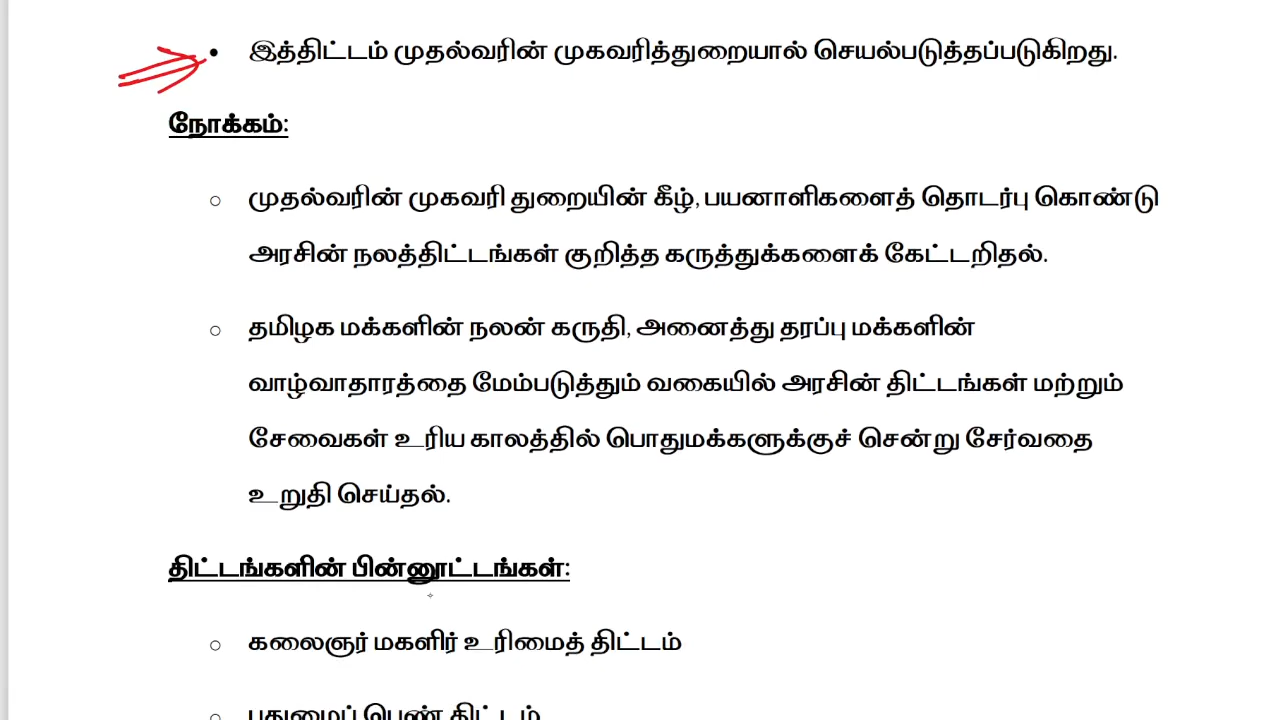 • இத்திட்டம் முதல்வரின் முகவரித்துறையால் செயல்படுத்தப்படுகிறது.
நோக்கம்:
○ முதல்வரின் முகவரி துறையின் கீழ், பயனாளிகளைத் தொடர்பு கொண்டு
அரசின் நலத்திட்டங்கள் குறித்த கருத்துக்களைக் கேட்டறிதல்.
○ தமிழக மக்களின் நலன் கருதி, அனைத்து தரப்பு மக்களின்
வாழ்வாதாரத்தை மேம்படுத்தும் வகையில் அரசின் திட்டங்கள் மற்றும்
சேவைகள் உரிய காலத்தில் பொதுமக்களுக்குச் சென்று சேர்வதை
உறுதி செய்தல்.
திட்டங்களின் பின்னூட்டங்கள்:
○ கலைஞர் மகளிர் உரிமைத் திட்டம்
○ புதுமைப் பெண் திட்டம்